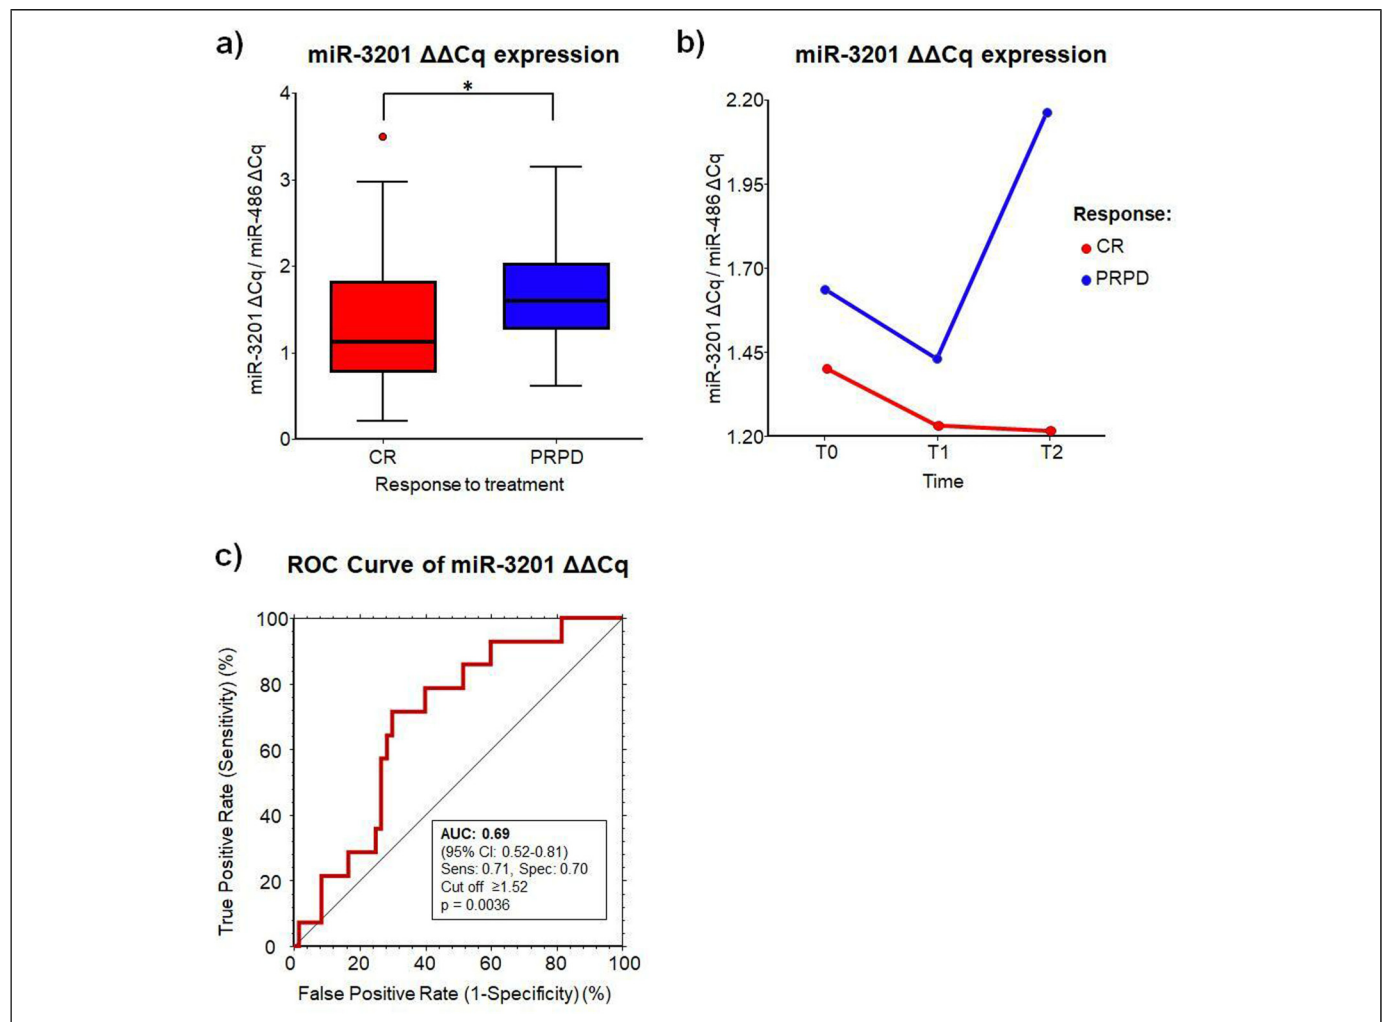 a)
miR-3201 ΔΔCq expression
*
miR-3201 ΔCq / miR-486 ΔCq
4
3
2
1
0
CR
PRPD
Response to treatment
b)
miR-3201 ΔΔCq expression
miR-3201 ΔCq / miR-486 ΔCq
2.20
1.95
1.70
1.45
1.20
T0
T1
T2
Time
Response:
CR
PRPD
c)
ROC Curve of miR-3201 ΔΔCq
True Positive Rate (Sensitivity) (%)
100
80
60
40
20
0
AUC: 0.69
(95% CI: 0.52-0.81)
Sens: 0.71, Spec: 0.70
Cut off ≥1.52
p = 0.0036
0
20
40
60
80
100
False Positive Rate (1-Specificity) (%)